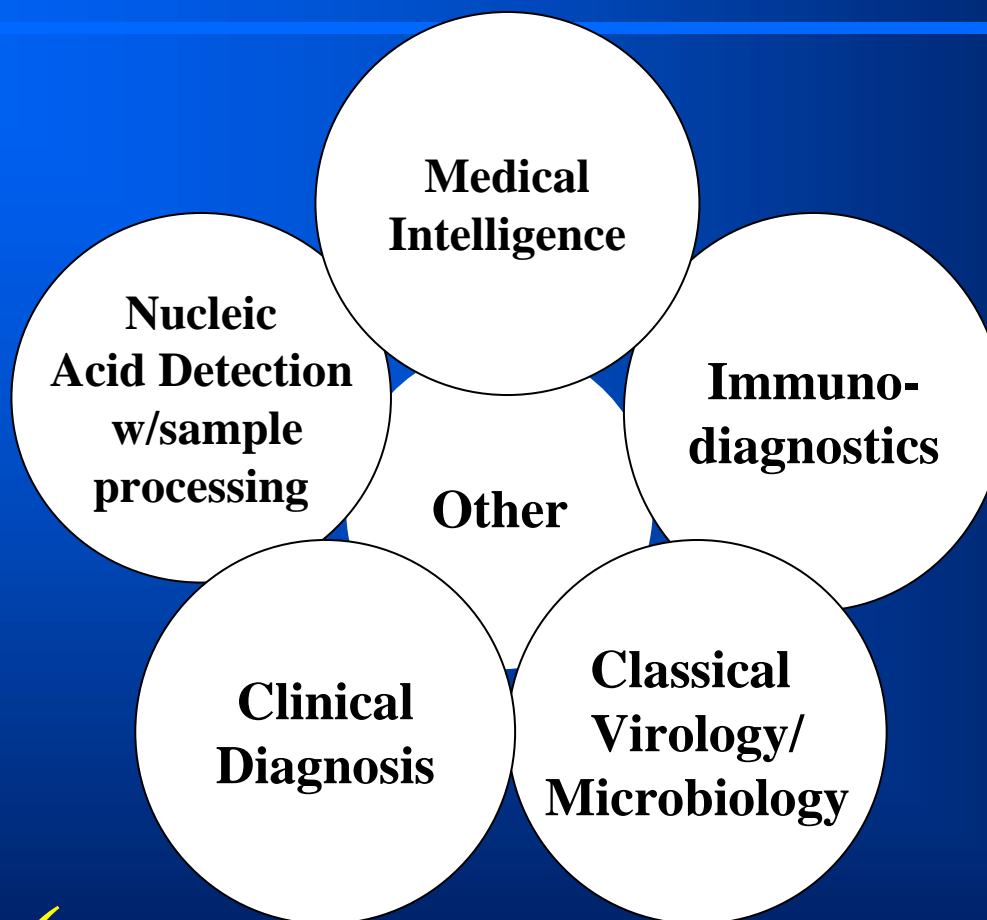 Medical
Intelligence
Nucleic
Acid Detection
w/sample
processing
Immuno-
diagnostics
Other
Clinical
Diagnosis
Classical
Virology/
Microbiology